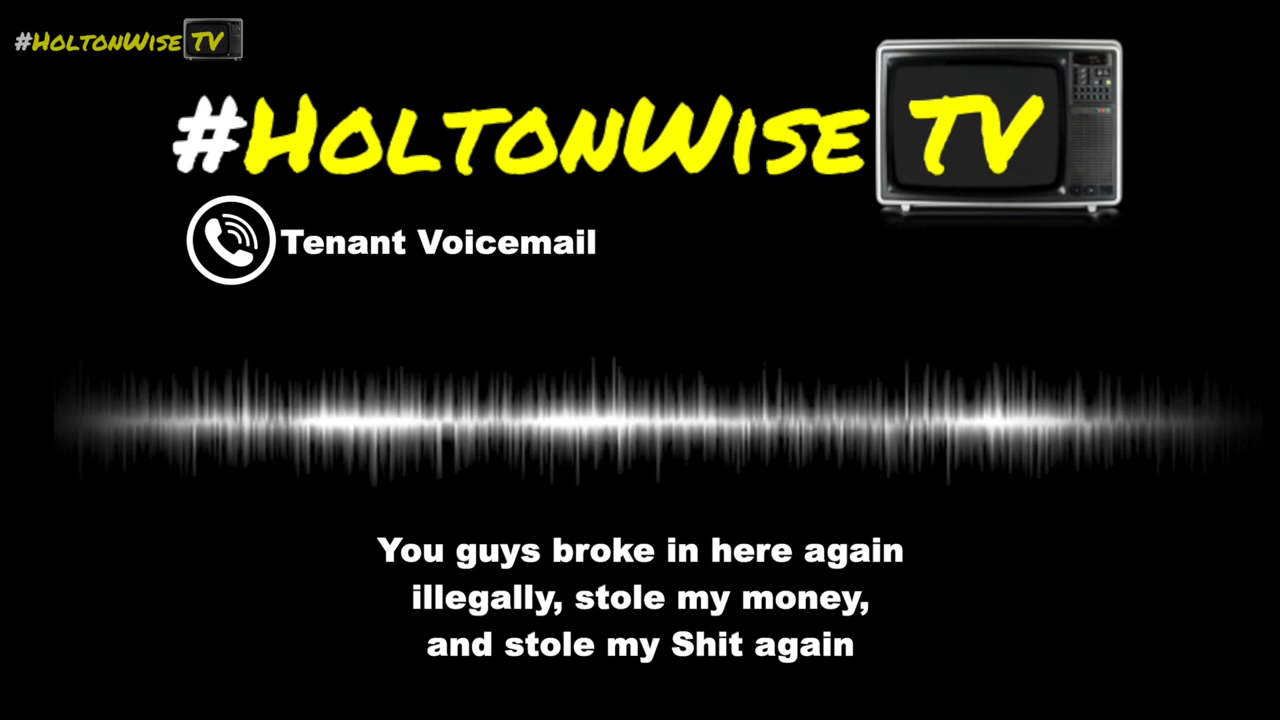 #HoltonWise TV
#HoltonWise TV
Tenant Voicemail
You guys broke in here again
illegally, stole my money,
and stole my Shit again